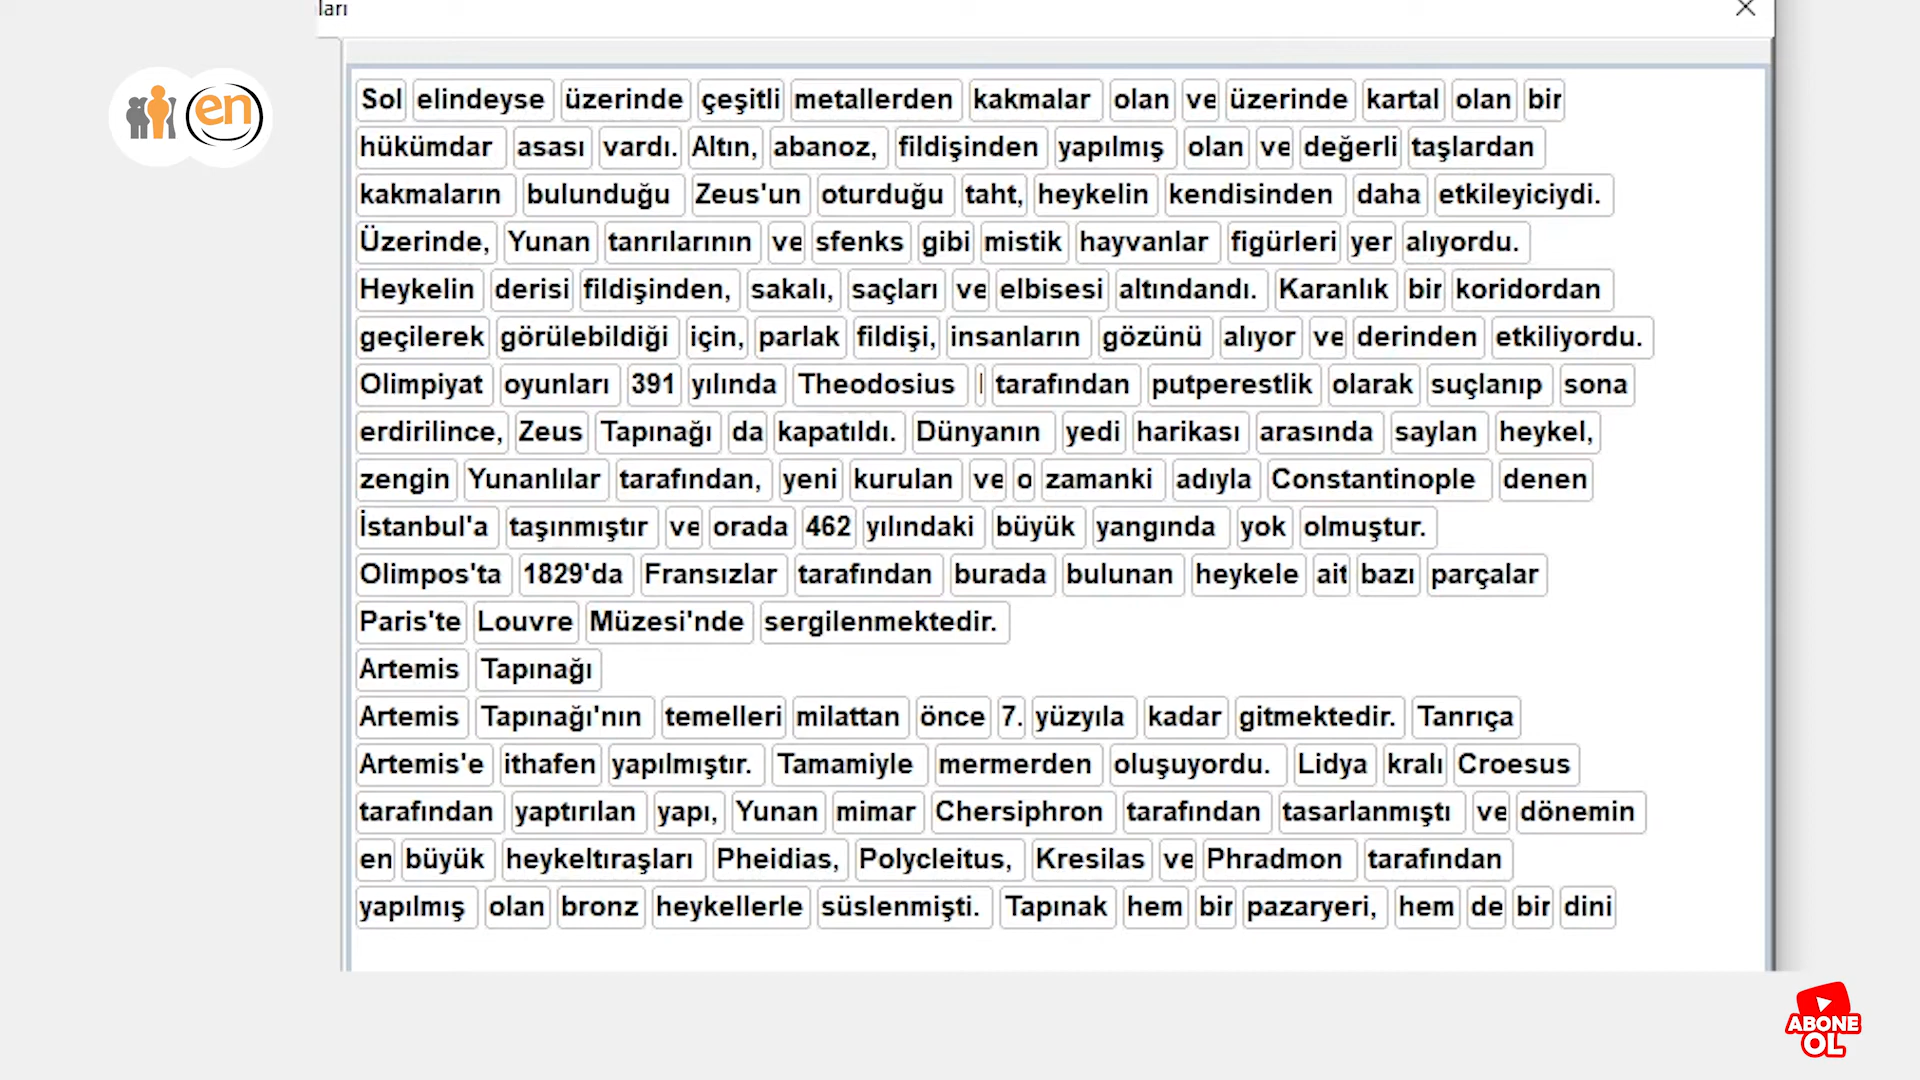 ları
en
Sol elindeyse üzerinde çeşitli metallerden kakmalar olan ve üzerinde kartal olan bir
hükümdar asası vardı. Altın, abanoz, fildişinden yapılmış olan ve değerli taşlardan
kakmaların bulunduğu Zeus'un oturduğu taht, heykelin kendisinden daha etkileyiciydi.
Üzerinde, Yunan tanrılarının ve sfenks gibi mistik hayvanlar figürleri yer alıyordu.
Heykelin derisi fildişinden, sakalı, saçları ve elbisesi altındandı. Karanlık bir koridordan
geçilerek görülebildiği için, parlak fildişi, insanların gözünü alıyor ve derinden etkiliyordu.
Olimpiyat oyunları 391 yılında Theodosius I tarafından putperestlik olarak suçlanıp sona
erdirilince, Zeus Tapınağı da kapatıldı. Dünyanın yedi harikası arasında saylan heykel,
zengin Yunanlılar tarafından, yeni kurulan ve o zamanki adıyla Constantinople denen
İstanbul'a taşınmıştır ve orada 462 yılındaki büyük yangında yok olmuştur.
Olimpos'ta 1829'da Fransızlar tarafından burada bulunan heykele ait bazı parçalar
Paris'te Louvre Müzesi'nde sergilenmektedir.
Artemis Tapınağı
Artemis Tapınağı'nın temelleri milattan önce 7. yüzyıla kadar gitmektedir. Tanrıça
Artemis'e ithafen yapılmıştır. Tamamiyle mermerden oluşuyordu. Lidya kralı Croesus
tarafından yaptırılan yapı, Yunan mimar Chersiphron tarafından tasarlanmıştı ve dönemin
en büyük heykeltıraşları Pheidias, Polycleitus, Kresilas ve Phradmon tarafından
yapılmış olan bronz heykellerle süslenmişti. Tapınak hem bir pazaryeri, hem de bir dini
ABONE
OL